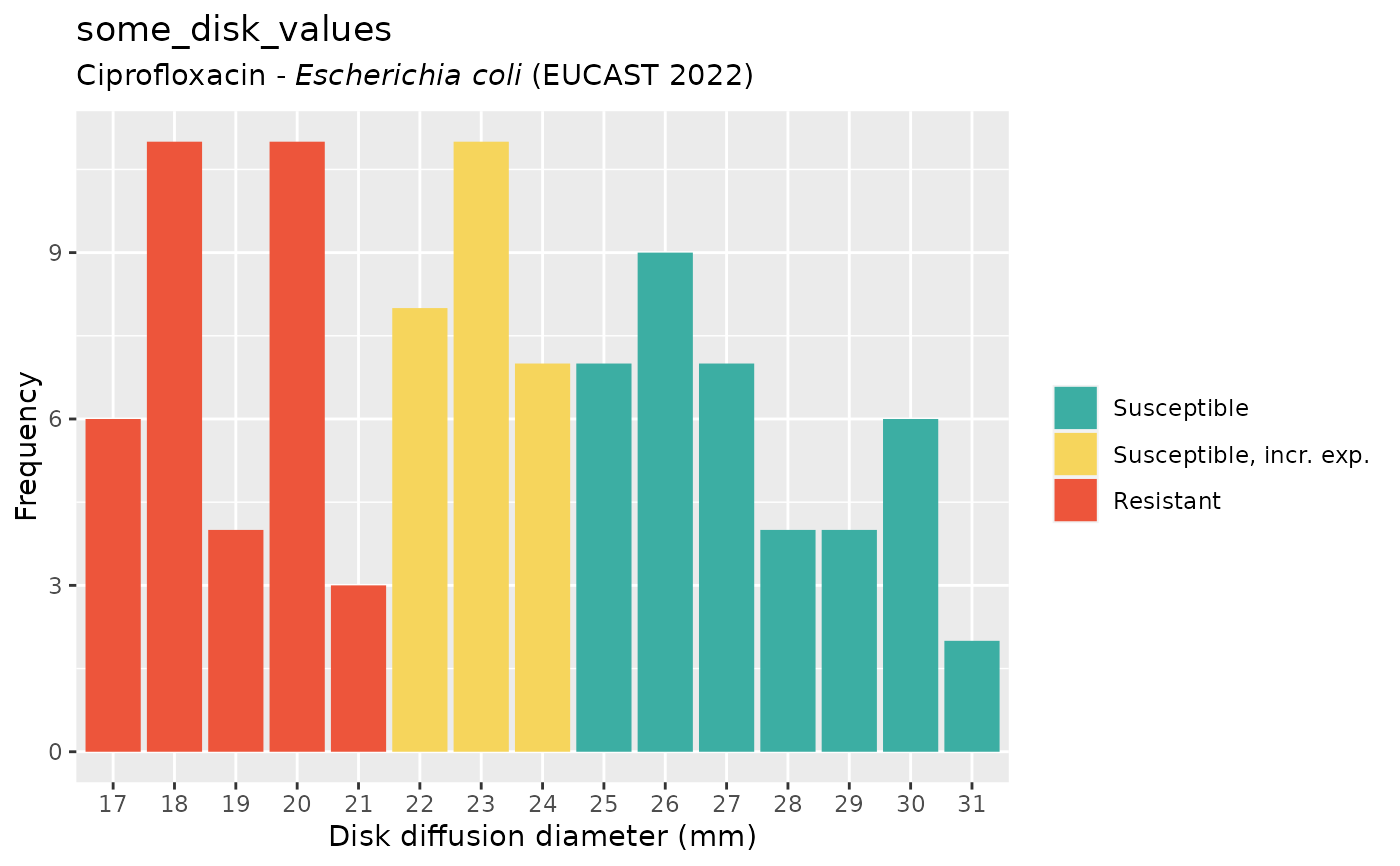 some_disk_values
Ciprofloxacin - Escherichia coli (EUCAST 2022)
Frequency
9
6
3
0
17 18 19 20 21 22 23 24 25 26 27 28 29 30 31
Disk diffusion diameter (mm)
Susceptible
Susceptible, incr. exp.
Resistant